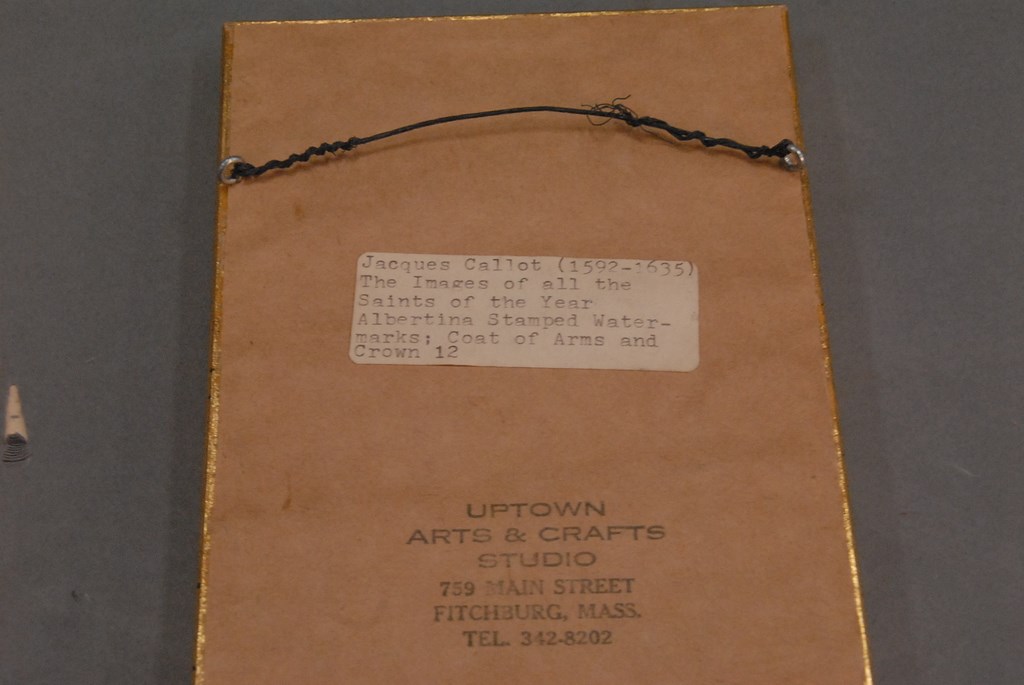 Jacques Callot (1592-1635)
The Images of all the
Saints of the Year
Albertina Stamped Water-
marks; Coat of Arms and
Crown 12
UPTOWN
ARTS & CRAFTS
STUDIO
759 MAIN STREET
FITCHBURG, MASS.
TEL. 342-8202